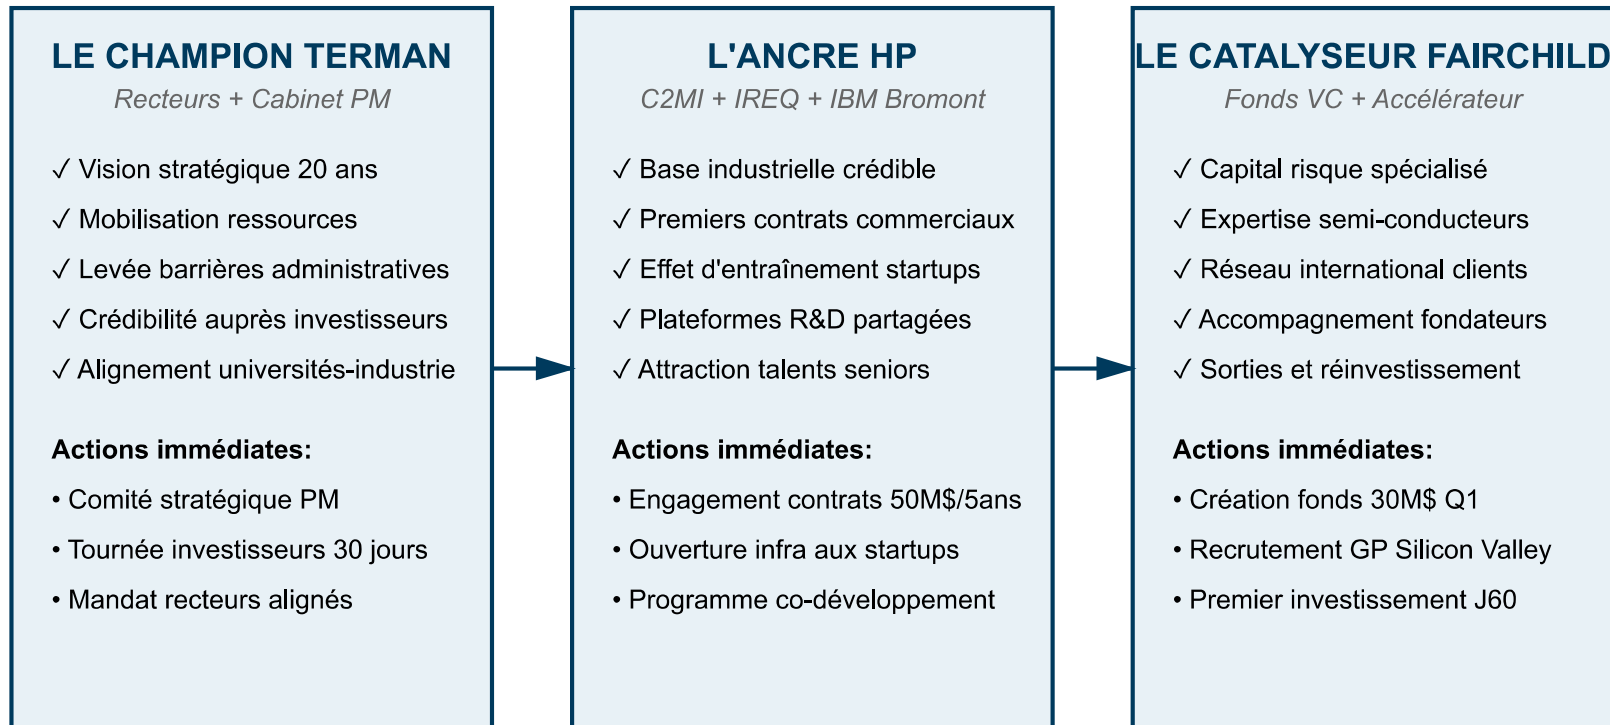 LE CHAMPION TERMAN
Recteurs + Cabinet PM
✓ Vision stratégique 20 ans
✓ Mobilisation ressources
✓ Levée barrières administratives
✓ Crédibilité auprès investisseurs
✓ Alignement universités-industrie
Actions immédiates:
• Comité stratégique PM
• Tournée investisseurs 30 jours
• Mandat recteurs alignés
L'ANCRE HP
C2MI + IREQ + IBM Bromont
✓ Base industrielle crédible
✓ Premiers contrats commerciaux
✓ Effet d'entraînement startups
✓ Plateformes R&D partagées
✓ Attraction talents seniors
Actions immédiates:
• Engagement contrats 50M$/5ans
• Ouverture infra aux startups
• Programme co-développement
LE CATALYSEUR FAIRCHILD
Fonds VC + Accélérateur
✓ Capital risque spécialisé
✓ Expertise semi-conducteurs
✓ Réseau international clients
✓ Accompagnement fondateurs
✓ Sorties et réinvestissement
Actions immédiates:
• Création fonds 30M$ Q1
• Recrutement GP Silicon Valley
• Premier investissement J60